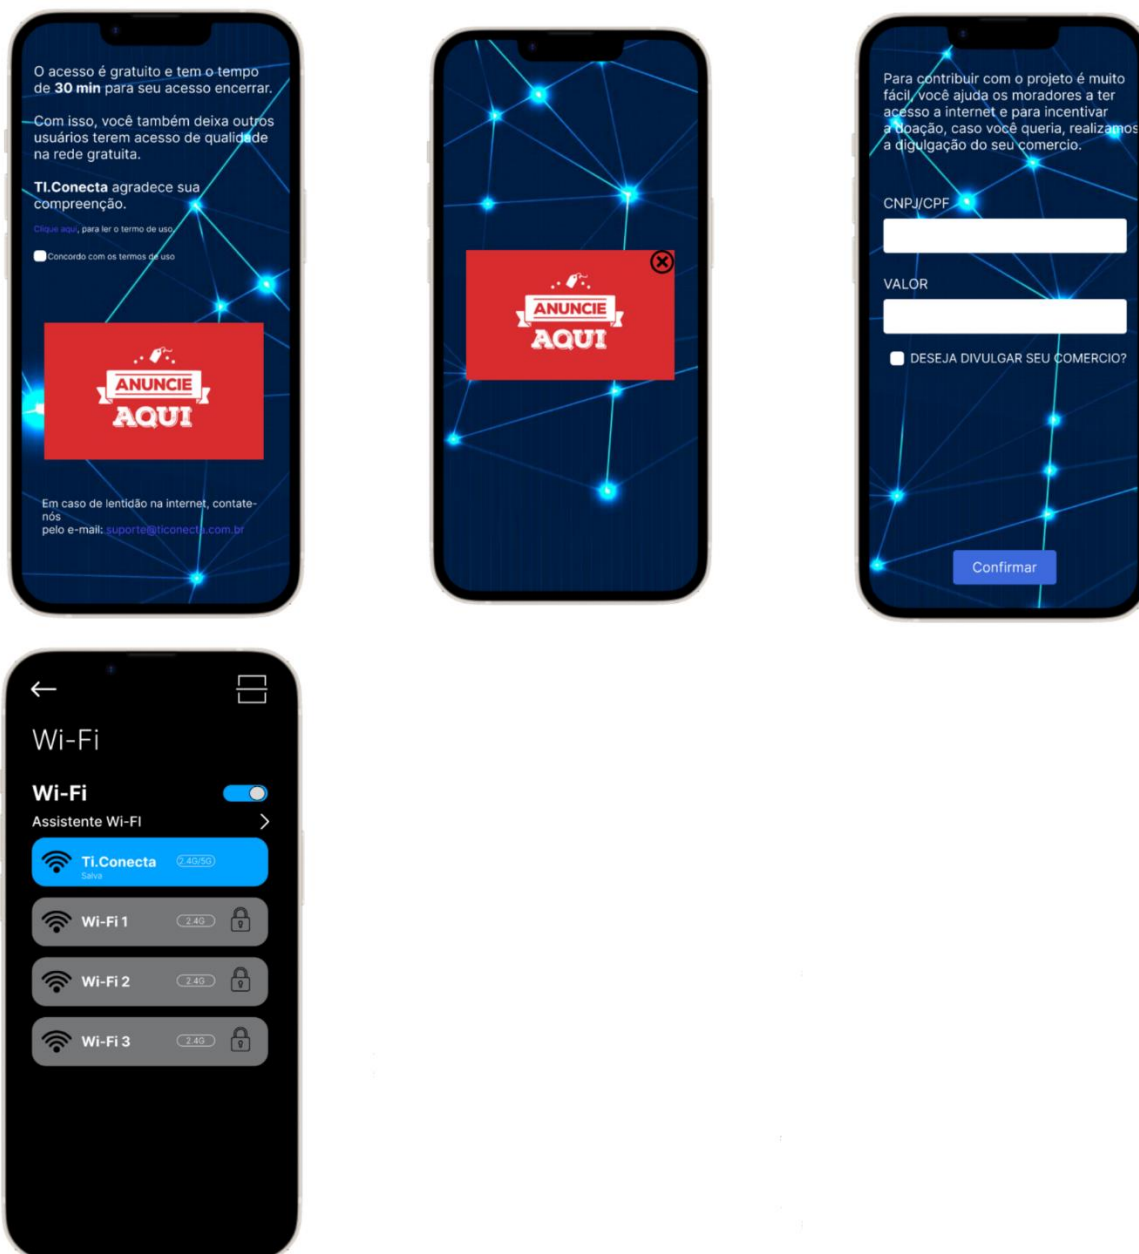 O acesso é gratuito e tem o tempo
de 30 min para seu acesso encerrar.
Com isso, você também deixa outros
usuários terem acesso de qualidade
na rede gratuita.
TI.Conecta agradece sua
compreenção.
Clique aqui, para ler o termo de uso.
Concordo com os termos de uso
ANUNCIE
AQUI
Em caso de lentidão na internet, contate-
nós
pelo e-mail: suporte@ticonecta.com.br
ANUNCIE
AQUI
Para contribuir com o projeto é muito
fácil, você ajuda os moradores a ter
acesso a internet e para incentivar
a doação, caso você queria, realizamos
a digulgação do seu comercio.
CNPJ/CPF
VALOR
DESEJA DIVULGAR SEU COMERCIO?
Confirmar
Wi-Fi
Wi-Fi
Assistente Wi-FI
Ti.Conecta 2.4G/5G
Salva
Wi-Fi 1 2.4G
Wi-Fi 2 2.4G
Wi-Fi 3 2.4G